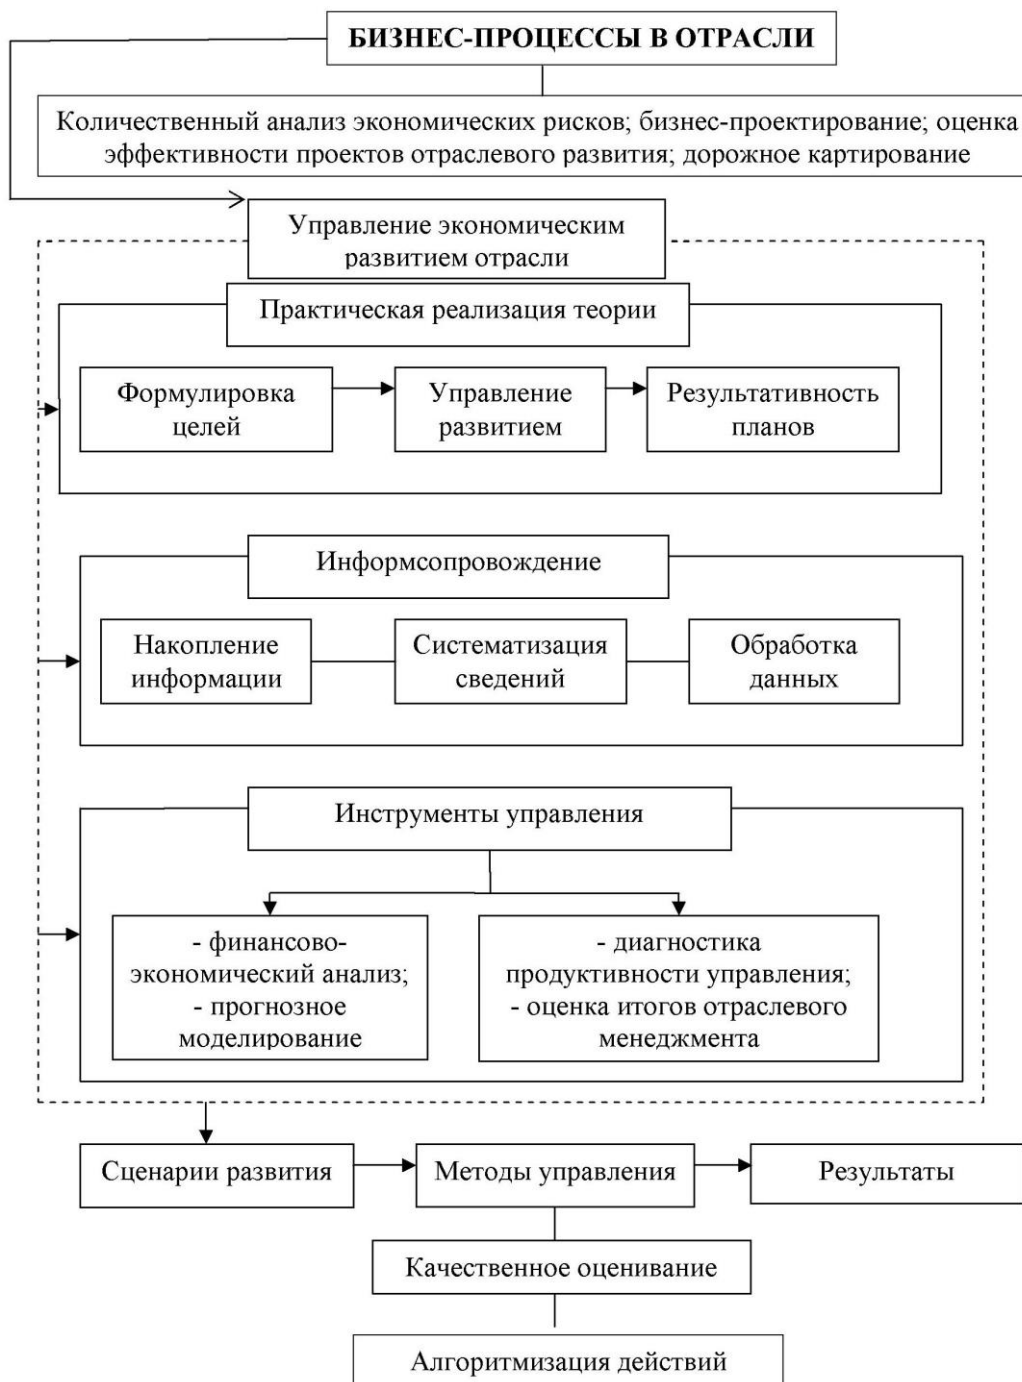 БИЗНЕС-ПРОЦЕССЫ В ОТРАСЛИ
Количественный анализ экономических рисков; бизнес-проектирование; оценка
эффективности проектов отраслевого развития; дорожное картирование
Управление экономическим
развитием отрасли
Практическая реализация теории
Формулировка
целей
Управление
развитием
Результативность
планов
Информсопровождение
Накопление
информации
Систематизация
сведений
Обработка
данных
Инструменты управления
- финансово-
экономический анализ;
- прогнозное
моделирование
- диагностика
продуктивности управления;
- оценка итогов отраслевого
менеджмента
Сценарии развития
Методы управления
Результаты
Качественное оценивание
Алгоритмизация действий